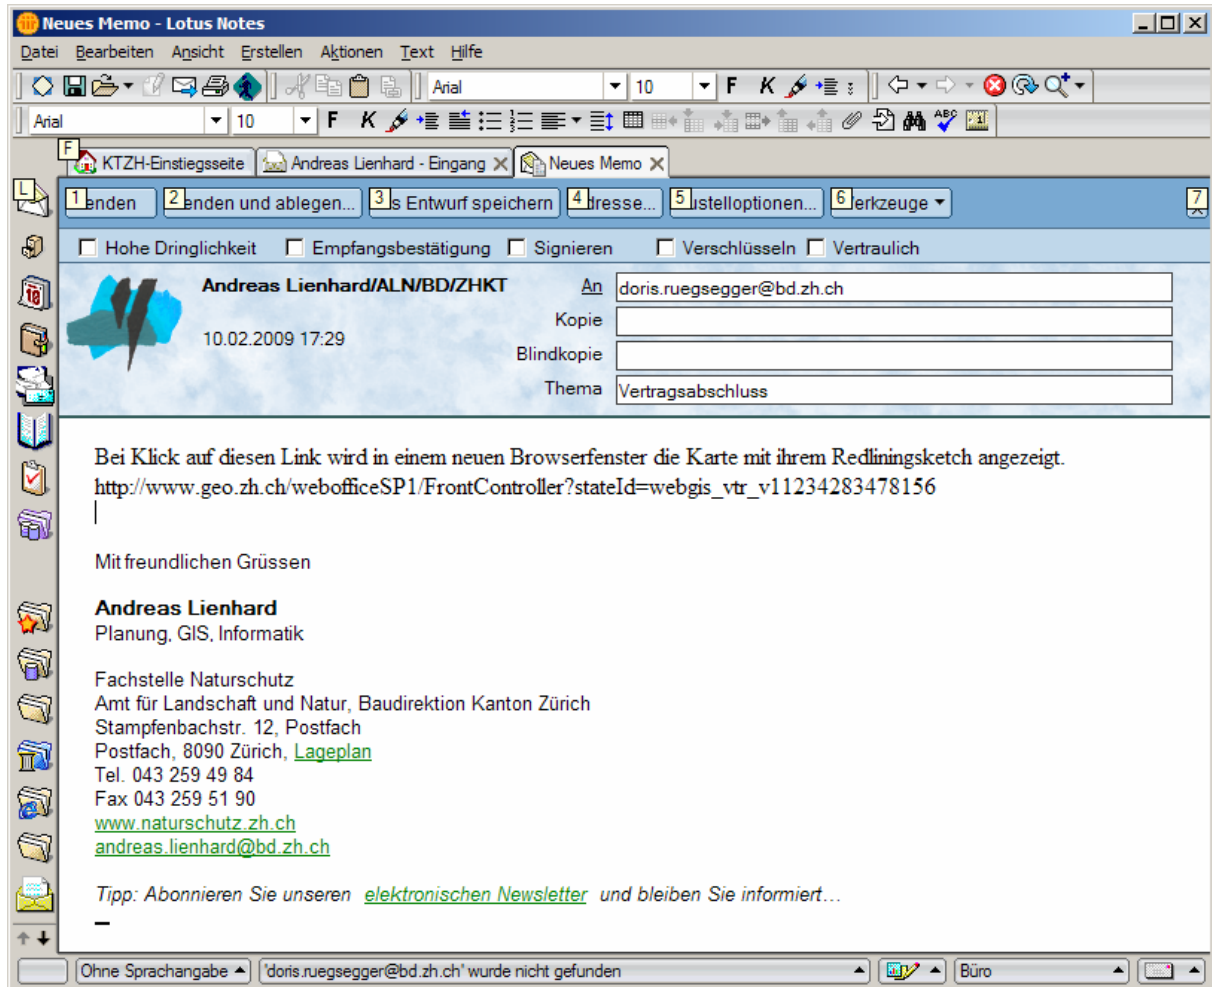 Neues Memo - Lotus Notes
Datei Bearbeiten Ansicht Erstellen Aktionen Text Hilfe
Arial 10 F K
Arial 10 F K
F
KTZH-Einstiegsseite Andreas Lienhard - Eingang Neues Memo
L
1 enden 2 enden und ablegen... 3 s Entwurf speichern 4 dresse... 5 ustelloptionen... 6 erkzeuge 7
Hohe Dringlichkeit Empfangsbestätigung Signieren Verschlüsseln Vertraulich
Andreas Lienhard/ALN/BD/ZHKT An doris.ruegsegger@bd.zh.ch
Kopie
10.02.2009 17:29
Blindkopie
Thema Vertragsabschluss
Bei Klick auf diesen Link wird in einem neuen Browserfenster die Karte mit ihrem Redliningsketch angezeigt.
http://www.geo.zh.ch/webofficeSP1/FrontController?stateId=webgis_vtr_v11234283478156
Mit freundlichen Grüssen
Andreas Lienhard
Planung, GIS, Informatik
Fachstelle Naturschutz
Amt für Landschaft und Natur, Baudirektion Kanton Zürich
Stampfenbachstr. 12, Postfach
Postfach, 8090 Zürich, Lageplan
Tel. 043 259 49 84
Fax 043 259 51 90
www.naturschutz.zh.ch
andreas.lienhard@bd.zh.ch
Tipp: Abonnieren Sie unseren elektronischen Newsletter und bleiben Sie informiert…
Ohne Sprachangabe 'doris.ruegsegger@bd.zh.ch' wurde nicht gefunden Büro